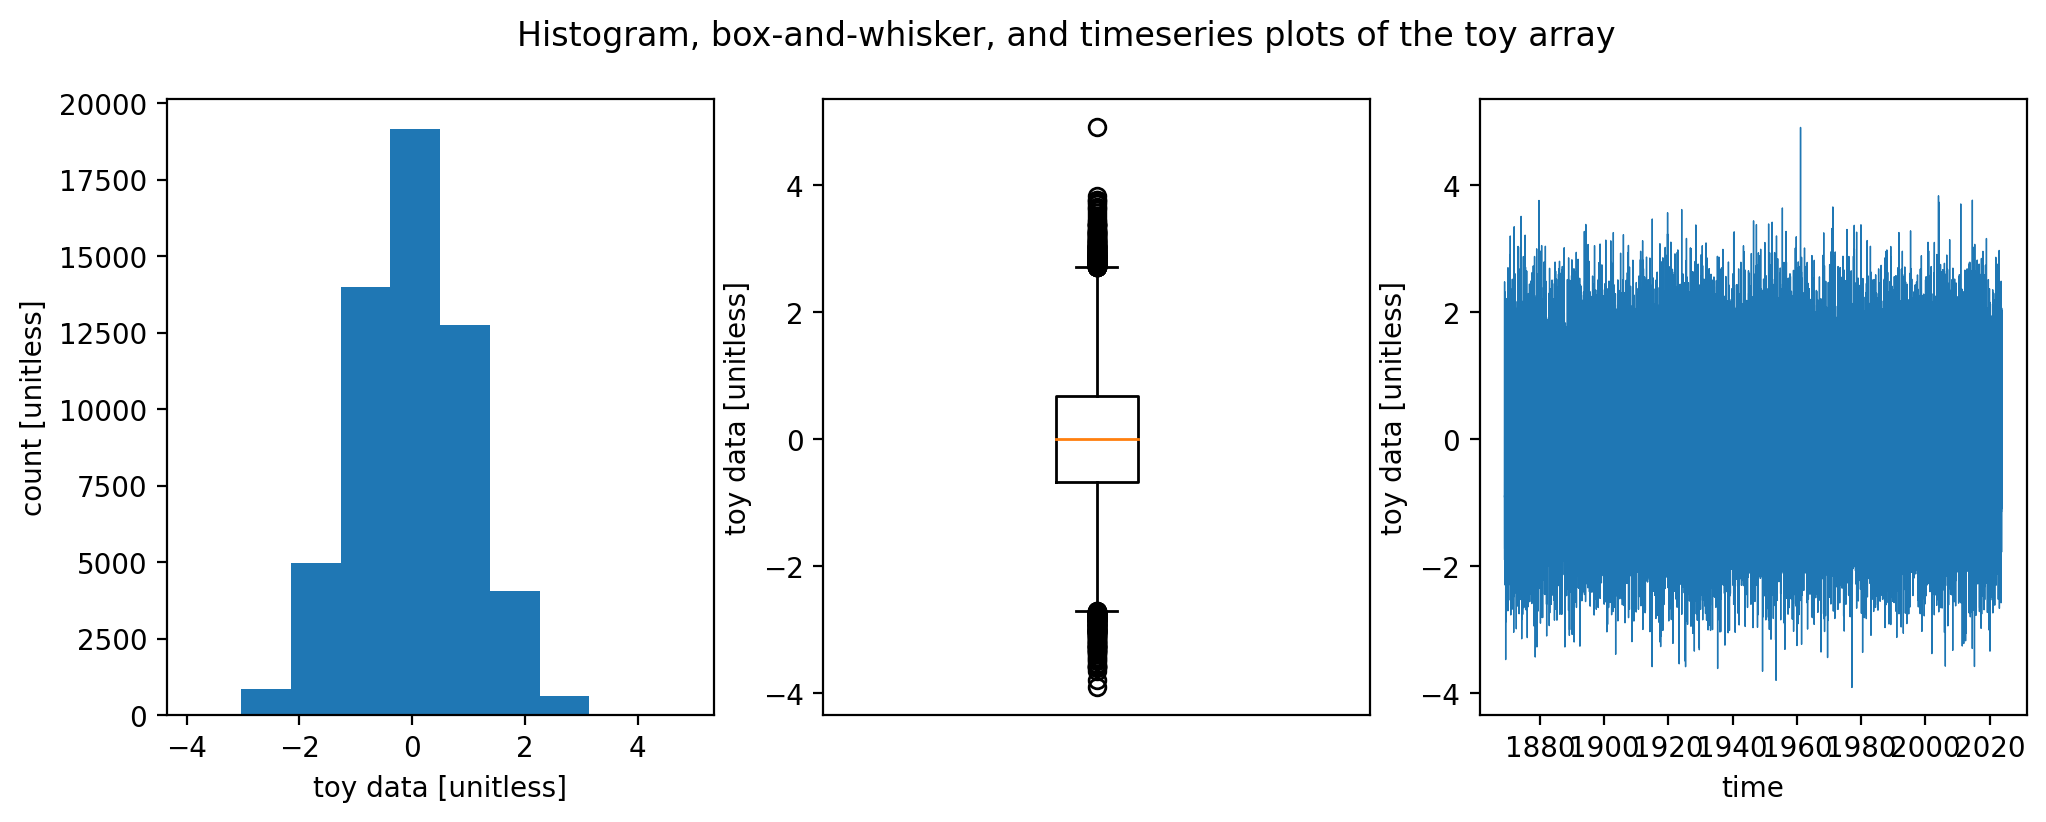 Histogram, box-and-whisker, and timeseries plots of the toy array
20000
17500
15000
12500
10000
7500
5000
2500
0
count [unitless]
−4 −2 0 2 4
toy data [unitless]
4
2
0
−2
−4
toy data [unitless]
4
2
0
−2
−4
toy data [unitless]
1880 1900 1920 1940 1960 1980 2000 2020
time